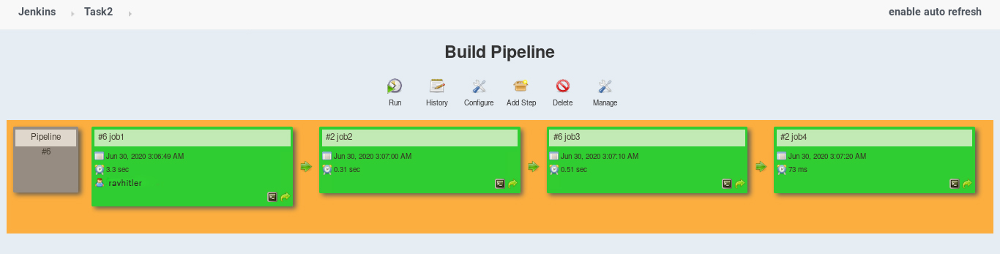 Jenkins Task2 enable auto refresh
Build Pipeline
Run History Configure Add Step Delete Manage
Pipeline
#6
#6 job1
Jun 30, 2020 3:06:49 AM
3.3 sec
ravhitler
#2 job2
Jun 30, 2020 3:07:00 AM
0.31 sec
#6 job3
Jun 30, 2020 3:07:10 AM
0.51 sec
#2 job4
Jun 30, 2020 3:07:20 AM
73 ms